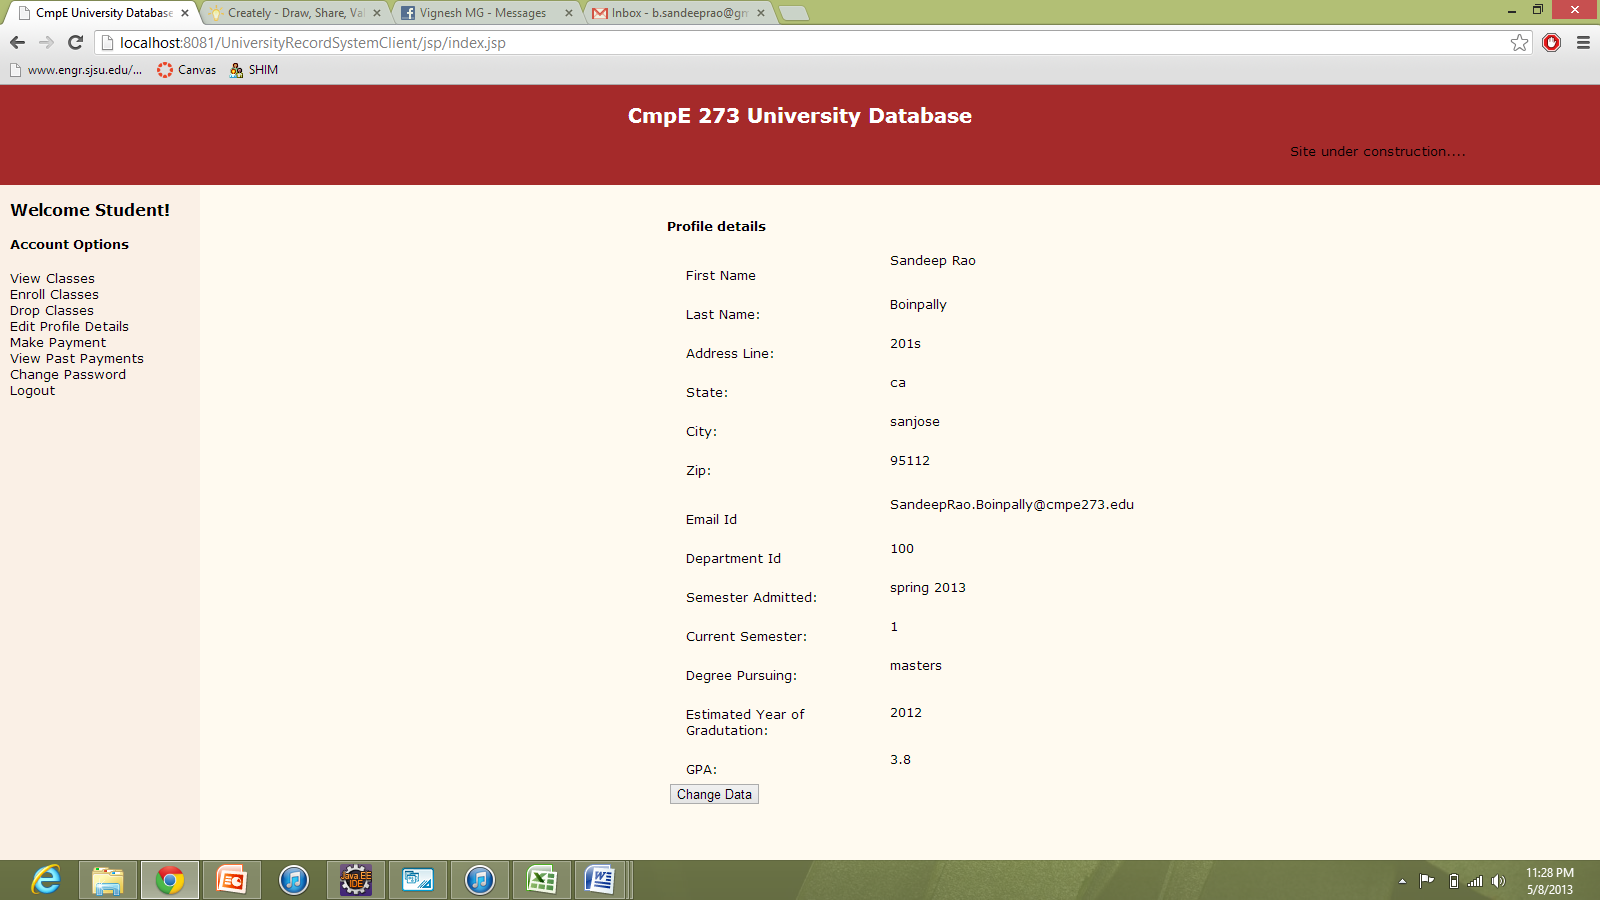 CmpE University Database
Creately - Draw, Share, Val
Vignesh MG - Messages
Inbox - b.sandeeprao@gm
localhost:8081/UniversityRecordSystemClient/jsp/index.jsp
www.engr.sjsu.edu/...
Canvas
SHIM
CmpE 273 University Database
Site under construction....
Welcome Student!
Account Options
View Classes
Enroll Classes
Drop Classes
Edit Profile Details
Make Payment
View Past Payments
Change Password
Logout
Profile details
First Name Sandeep Rao
Last Name: Boinpally
Address Line: 201s
State: ca
City: sanjose
Zip: 95112
Email Id SandeepRao.Boinpally@cmpe273.edu
Department Id 100
Semester Admitted: spring 2013
Current Semester: 1
Degree Pursuing: masters
Estimated Year of
Gradutation: 2012
GPA: 3.8
Change Data
Java EE
IDE
11:28 PM
5/8/2013